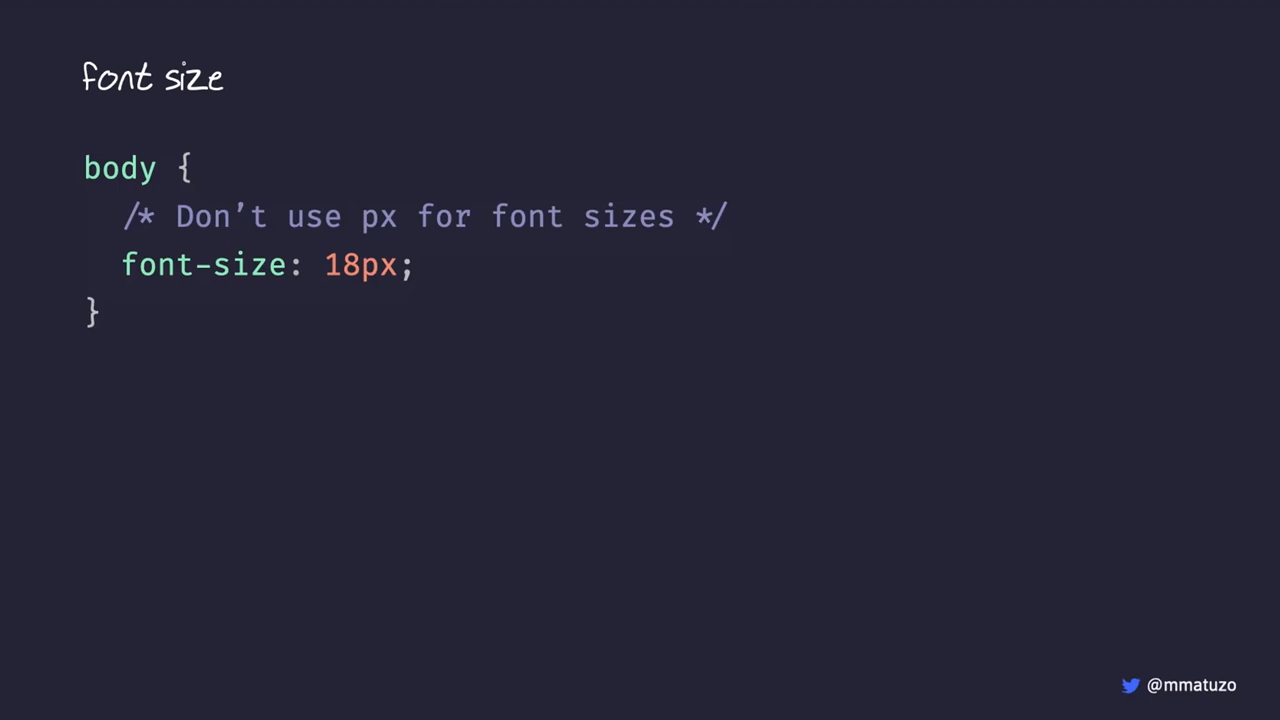 font size
body {
/* Don’t use px for font sizes */
font-size: 18px;
}
@mmatuzo